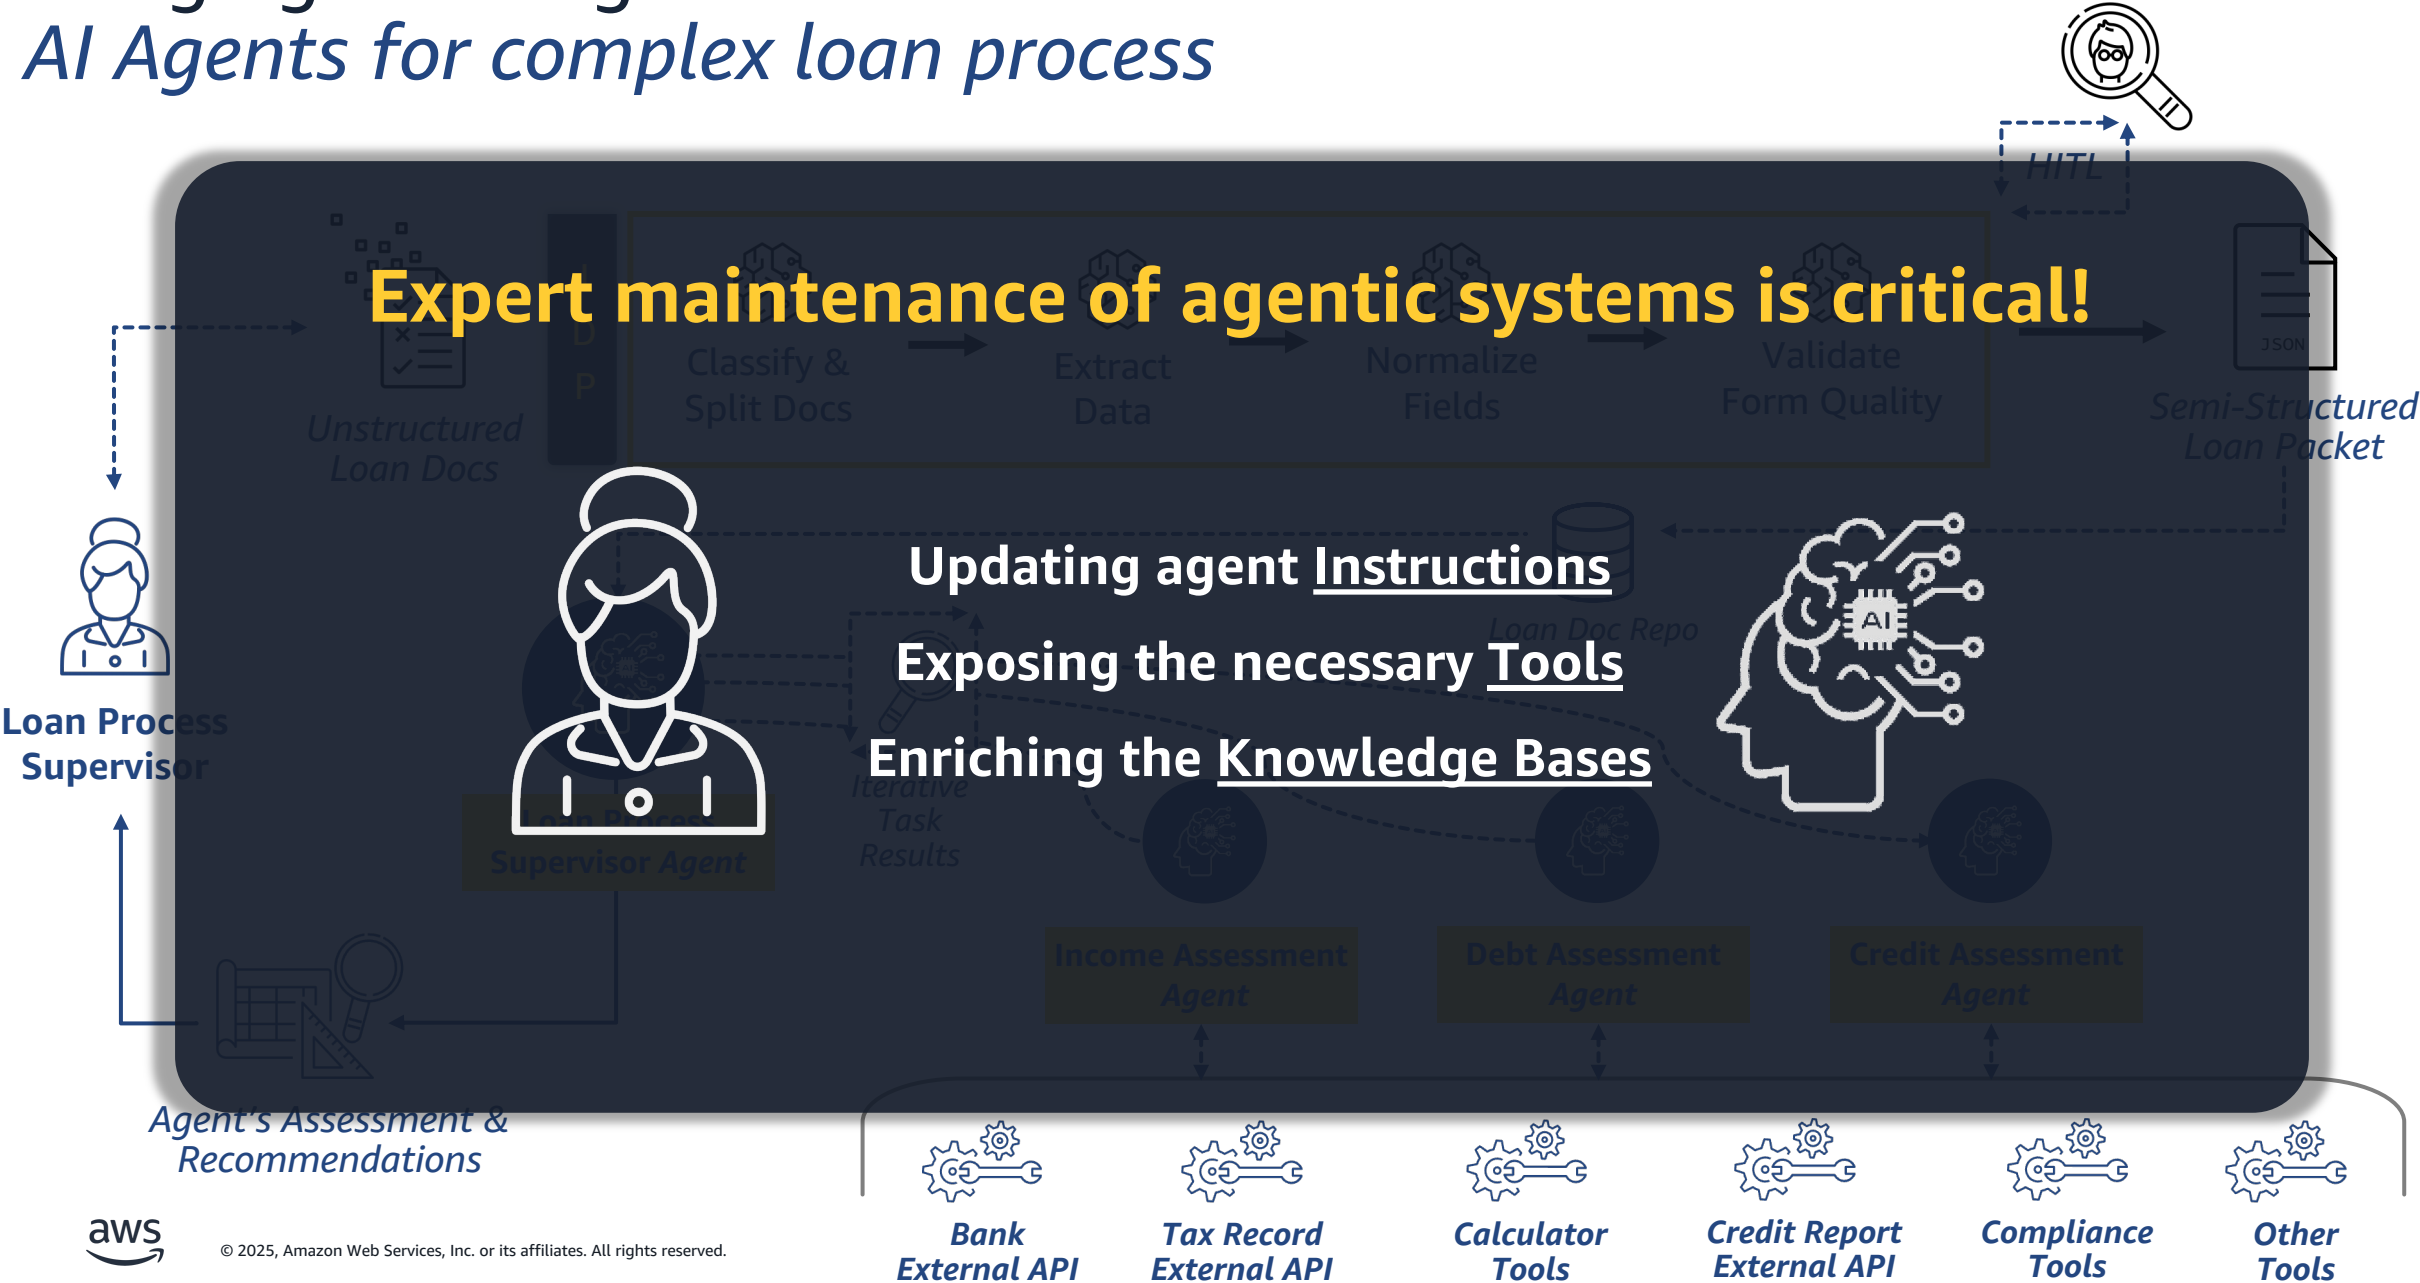 AI Agents for complex loan process
HITL
Expert maintenance of agentic systems is critical!
D
P
Classify &
Split Docs
Extract
Data
Normalize
Fields
Validate
Form Quality
JSON
Unstructured
Loan Docs
Semi-Structured
Loan Packet
Updating agent Instructions
Exposing the necessary Tools
Enriching the Knowledge Bases
AI
Loan Doc Repo
Loan Process
Supervisor
Iterative
Task
Results
Loan Process
Supervisor Agent
Income Assessment
Agent
Debt Assessment
Agent
Credit Assessment
Agent
Agent's Assessment &
Recommendations
Bank
External API
Tax Record
External API
Calculator
Tools
Credit Report
External API
Compliance
Tools
Other
Tools
aws
© 2025, Amazon Web Services, Inc. or its affiliates. All rights reserved.